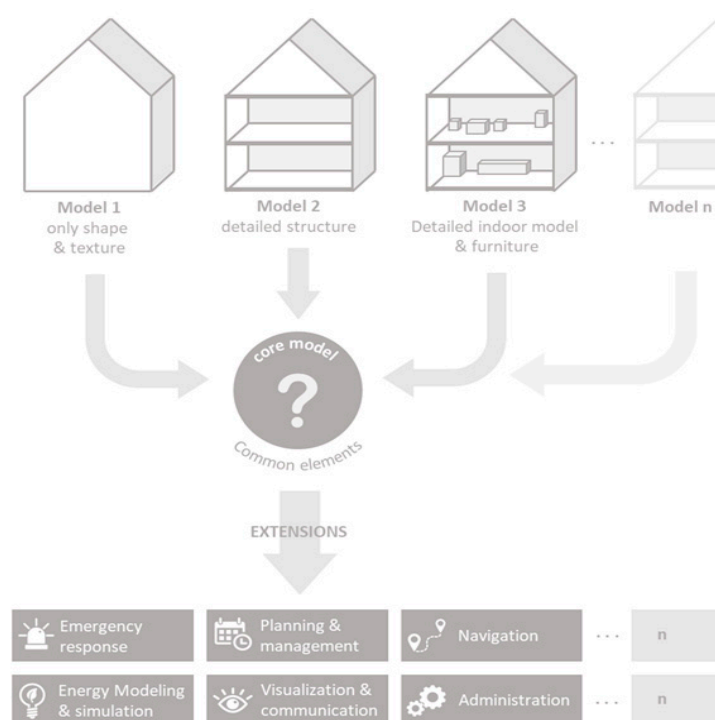 Model 1
only shape
& texture
Model 2
detailed structure
Model 3
Detailed indoor model
& furniture
...
Model n
core model
?
Common elements
EXTENSIONS
Emergency
response
Planning &
management
Navigation
...
n
Energy Modeling
& simulation
Visualization &
communication
Administration
...
n